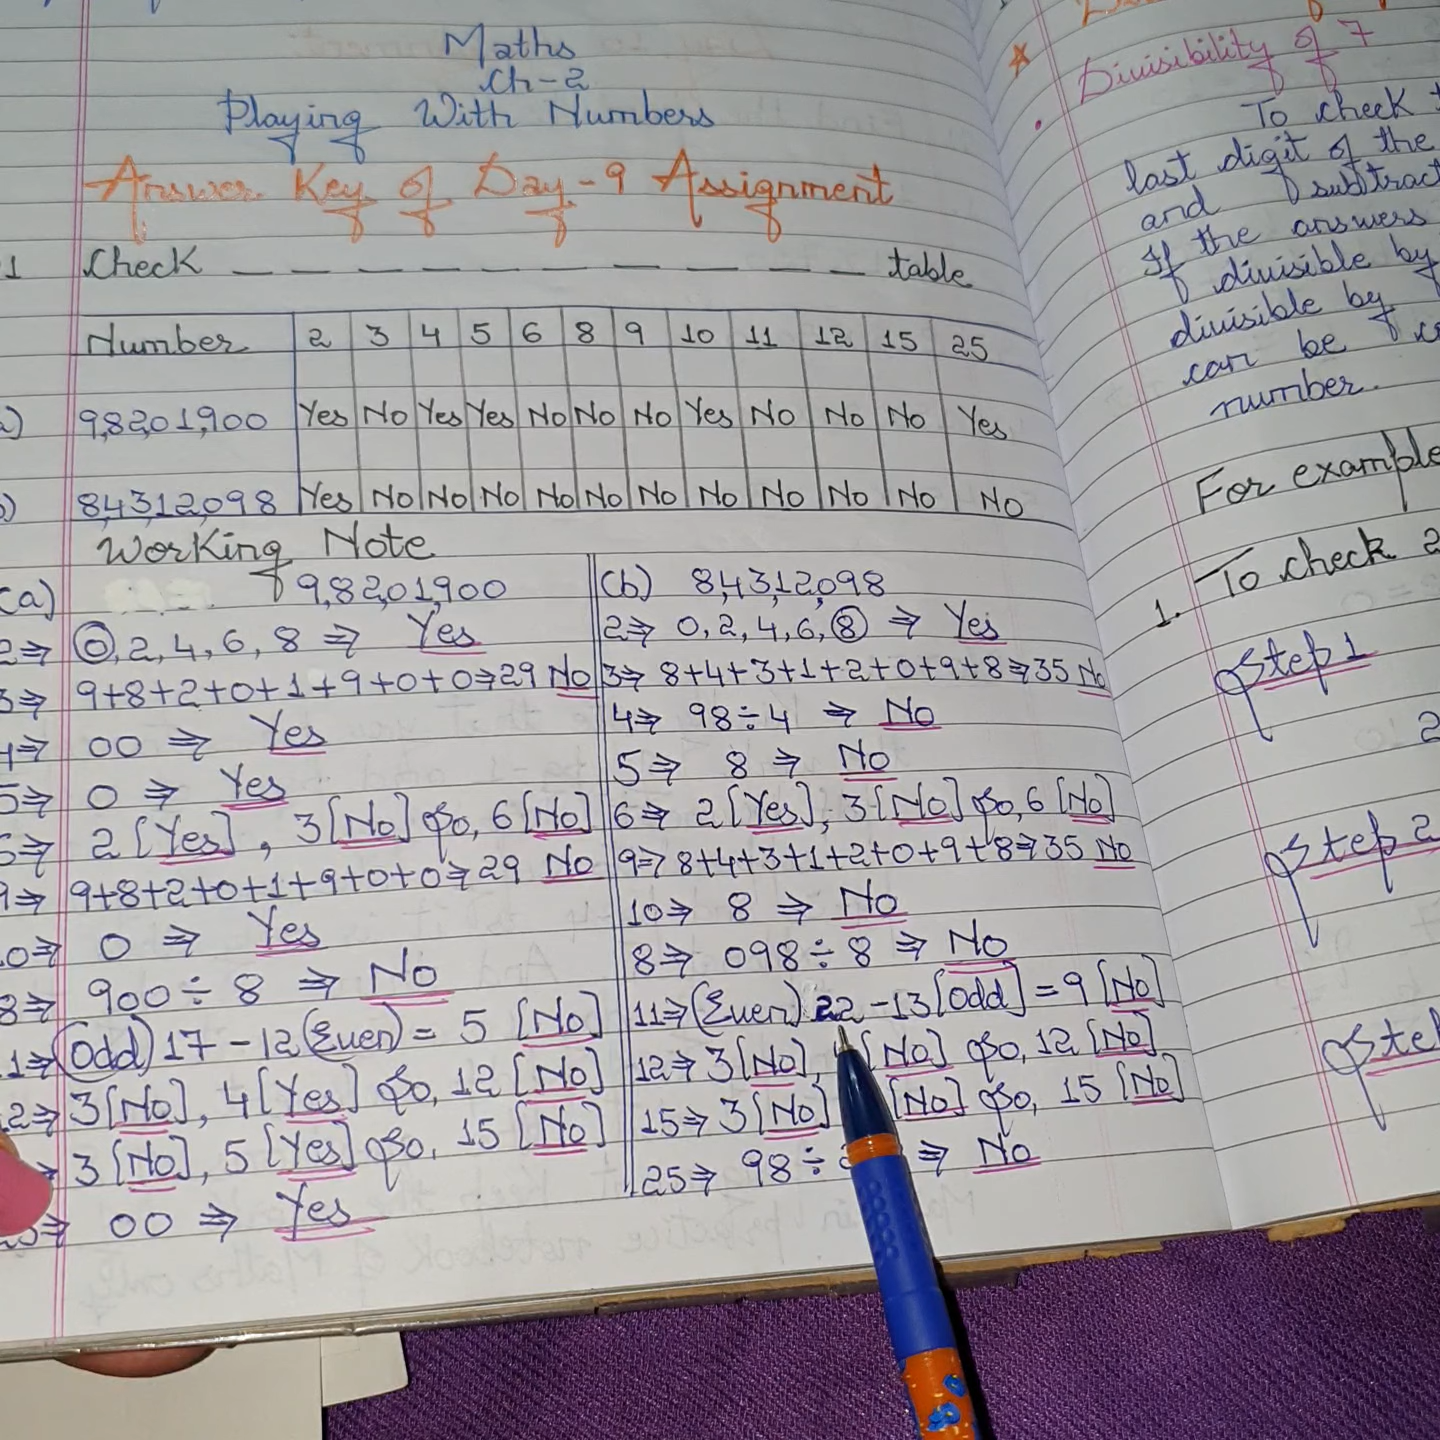 Maths
Ch-2
Playing With Numbers
Answer Key of Day-9 Assignment
1 Check _ _ _ _ _ _ _ _ _ _ _ table
Number 2 3 4 5 6 8 9 10 11 12 15 25
9,82,01,900 Yes No Yes Yes No No No Yes No No No Yes
8,43,12,098 Yes No No No No No No No No No No No
Working Note
(a) 9,82,01,900
2⇒ 0, 2, 4, 6, 8 ⇒ Yes
3⇒ 9+8+2+0+1+9+0+0⇒29 No
4⇒ 00 ⇒ Yes
5⇒ 0 ⇒ Yes
6⇒ 2 [Yes], 3 [No] So, 6 [No]
9⇒ 9+8+2+0+1+9+0+0⇒29 No
10⇒ 0 ⇒ Yes
8⇒ 900÷8 ⇒ No
11⇒ (Odd) 17-12 (Even) = 5 [No]
12⇒ 3 [No], 4 [Yes] So, 12 [No]
⇒ 3 [No], 5 [Yes] So, 15 [No]
⇒ 00 ⇒ Yes
(b) 8,43,12,098
2⇒ 0, 2, 4, 6, 8 ⇒ Yes
3⇒ 8+4+3+1+2+0+9+8⇒35 No
4⇒ 98÷4 ⇒ No
5⇒ 8 ⇒ No
6⇒ 2 [Yes], 3 [No] So, 6 [No]
9⇒ 8+4+3+1+2+0+9+8⇒35 No
10⇒ 8 ⇒ No
8⇒ 098÷8 ⇒ No
11⇒ (Even) 22-13 [Odd] = 9 [No]
12⇒ 3 [No], [No] So, 12 [No]
15⇒ 3 [No] [No] So, 15 [No]
25⇒ 98÷ ⇒ No
Divisibility of 7
To check
last digit of the
and subtract
If the answers
divisible by
divisible by
can be
number.
For example
1. To check 2
Step 1
2
Step 2
Ste